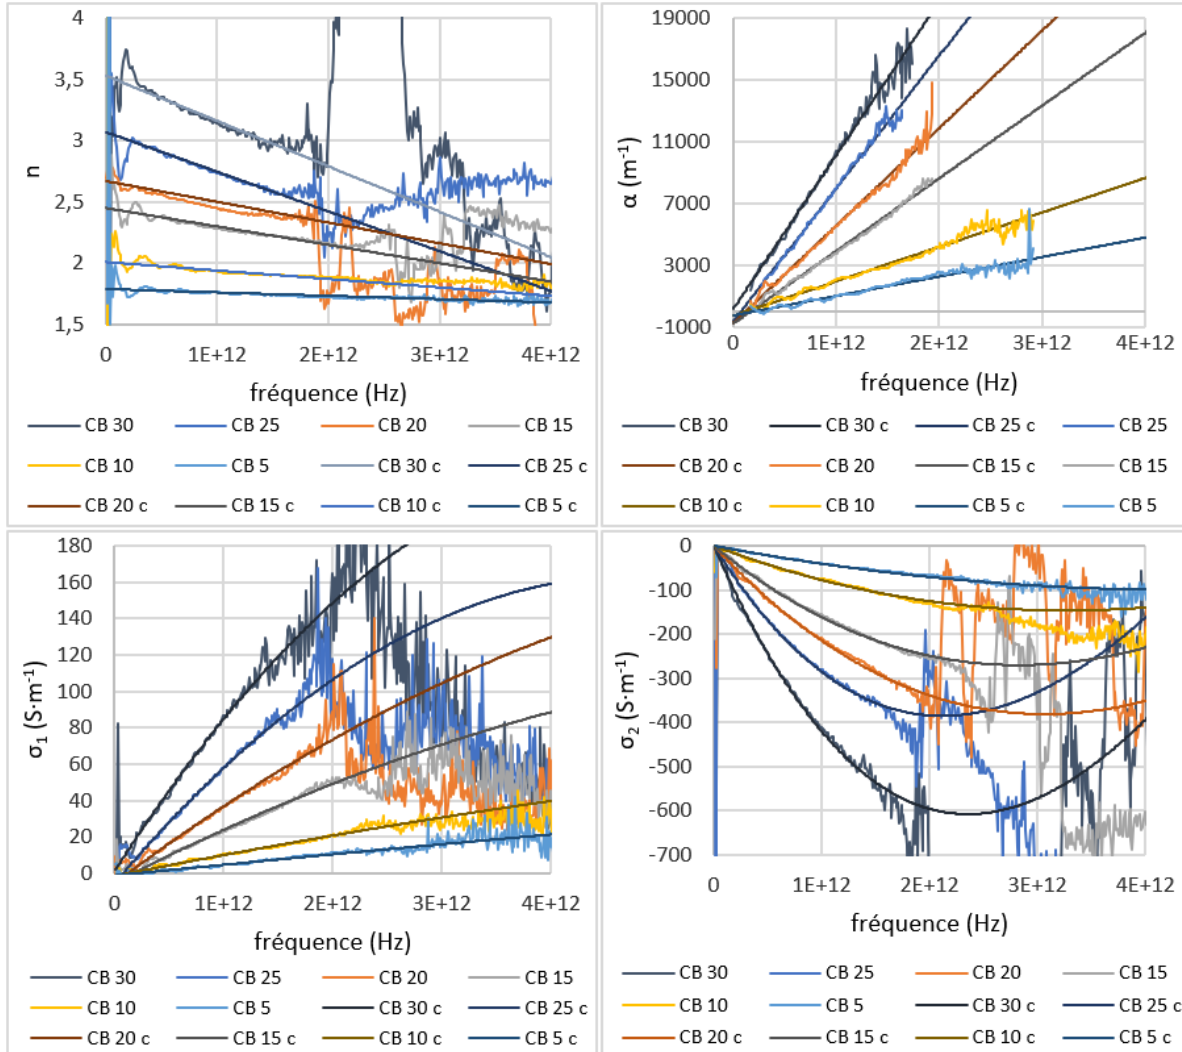 4
3,5
3
2,5
2
1,5
n
0
1E+12
2E+12
3E+12
4E+12
fréquence (Hz)
CB 30
CB 25
CB 20
CB 15
CB 10
CB 5
CB 30 c
CB 25 c
CB 20 c
CB 15 c
CB 10 c
CB 5 c
19000
15000
11000
7000
3000
-1000
α (m⁻¹)
0
1E+12
2E+12
3E+12
4E+12
fréquence (Hz)
CB 30
CB 30 c
CB 25 c
CB 25
CB 20 c
CB 20
CB 15 c
CB 15
CB 10 c
CB 10
CB 5 c
CB 5
180
160
140
120
100
80
60
40
20
0
σ₁ (S·m⁻¹)
0
1E+12
2E+12
3E+12
4E+12
fréquence (Hz)
CB 30
CB 25
CB 20
CB 15
CB 10
CB 5
CB 30 c
CB 25 c
CB 20 c
CB 15 c
CB 10 c
CB 5 c
0
-100
-200
-300
-400
-500
-600
-700
σ₂ (S·m⁻¹)
0
1E+12
2E+12
3E+12
4E+12
fréquence (Hz)
CB 30
CB 25
CB 20
CB 15
CB 10
CB 5
CB 30 c
CB 25 c
CB 20 c
CB 15 c
CB 10 c
CB 5 c